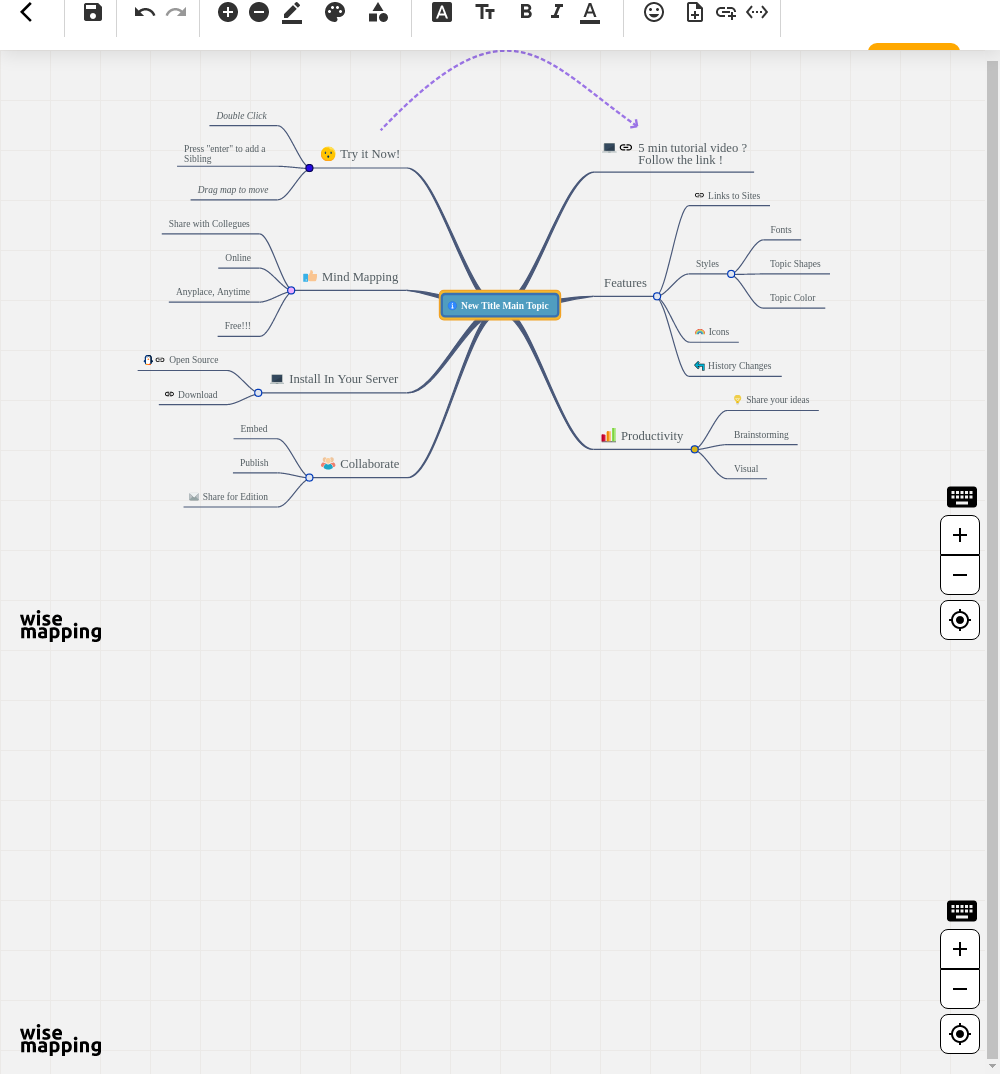 Double Click
Press "enter" to add a
Sibling
Drag map to move
Try it Now!
Share with Collegues
Online
Anyplace, Anytime
Free!!!
Mind Mapping
Open Source
Download
Install In Your Server
Embed
Publish
Share for Edition
Collaborate
New Title Main Topic
5 min tutorial video ?
Follow the link !
Features
Links to Sites
Styles
Fonts
Topic Shapes
Topic Color
Icons
History Changes
Productivity
Share your ideas
Brainstorming
Visual
wise
mapping
wise
mapping